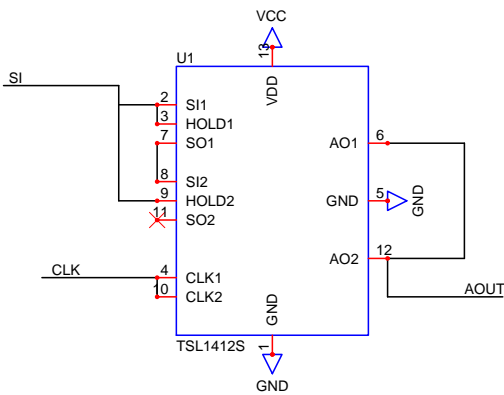 VCC
U1
13
VDD
SI
2 SI1
3 HOLD1
7 SO1
8 SI2
9 HOLD2
11 SO2
CLK
4 CLK1
10 CLK2
AO1 6
GND 5 GND
AO2 12
AOUT
GND
1
TSL1412S
GND